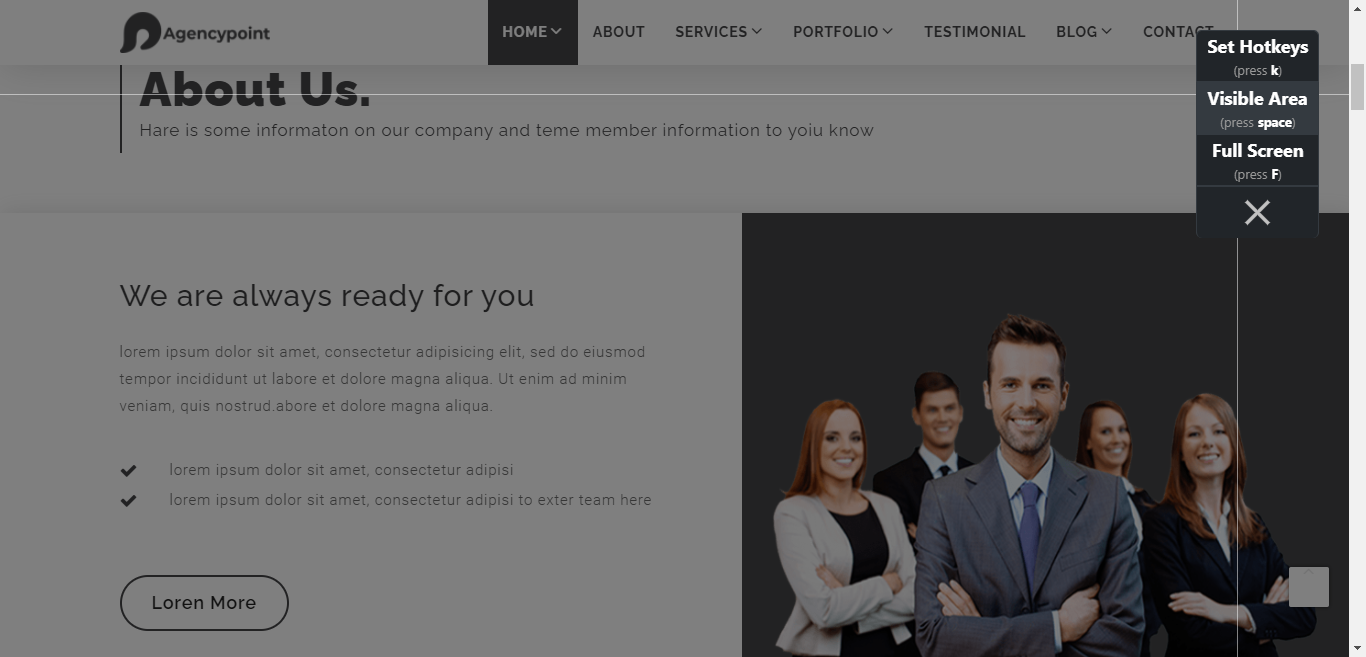 Agencypoint
HOME ABOUT SERVICES PORTFOLIO TESTIMONIAL BLOG CONTACT
Set Hotkeys
(press k)
Visible Area
(press space)
Full Screen
(press F)
About Us.
Hare is some informaton on our company and teme member information to yoiu know
We are always ready for you
lorem ipsum dolor sit amet, consectetur adipisicing elit, sed do eiusmod
tempor incididunt ut labore et dolore magna aliqua. Ut enim ad minim
veniam, quis nostrud.abore et dolore magna aliqua.
lorem ipsum dolor sit amet, consectetur adipisi
lorem ipsum dolor sit amet, consectetur adipisi to exter team here
Loren More